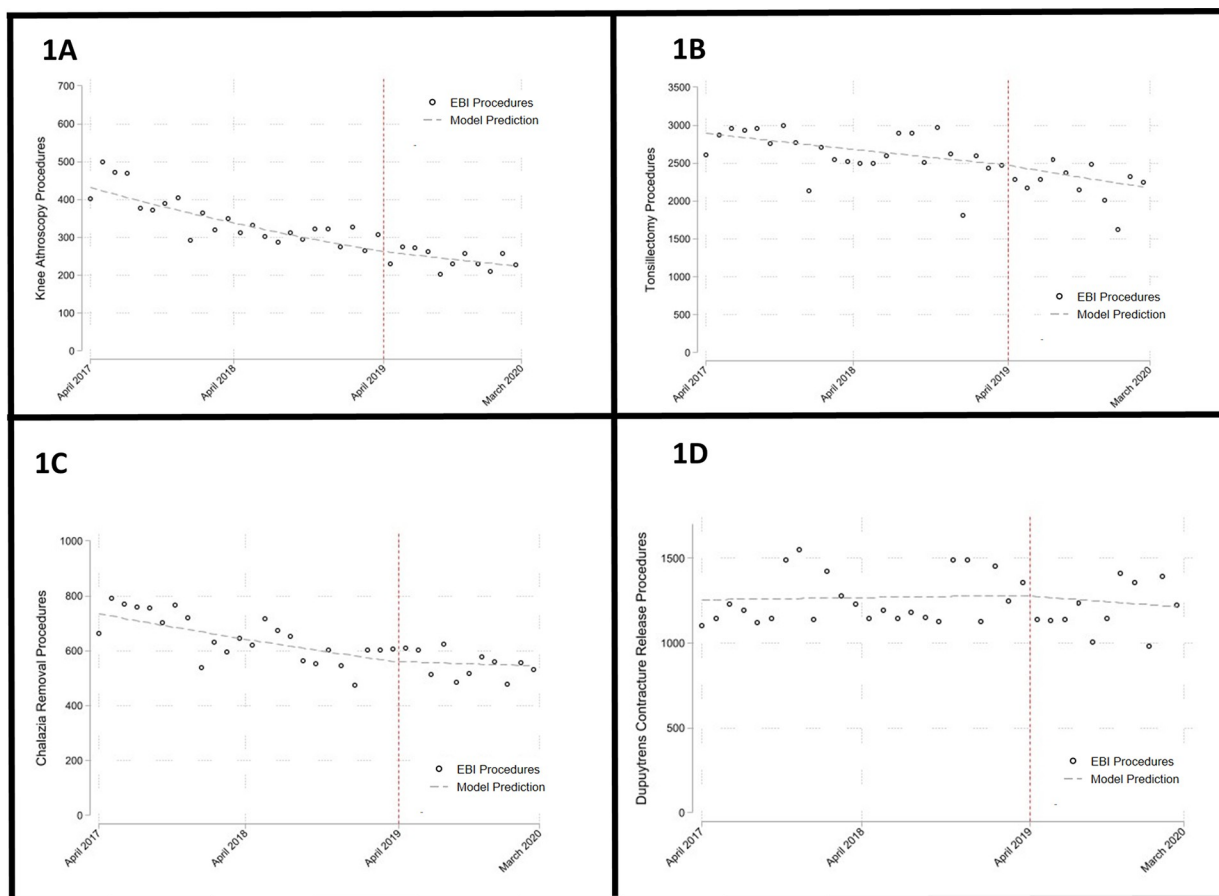 1A
700
600
500
400
300
200
100
0
Knee Athroscopy Procedures
EBI Procedures
Model Prediction
April 2017
April 2018
April 2019
March 2020
1B
3500
3000
2500
2000
1500
1000
500
0
Tonsillectomy Procedures
EBI Procedures
Model Prediction
April 2017
April 2018
April 2019
March 2020
1C
1000
800
600
400
200
0
Chalazia Removal Procedures
EBI Procedures
Model Prediction
April 2017
April 2018
April 2019
March 2020
1D
1500
1000
500
0
Dupuytrens Contracture Release Procedures
EBI Procedures
Model Prediction
April 2017
April 2018
April 2019
March 2020